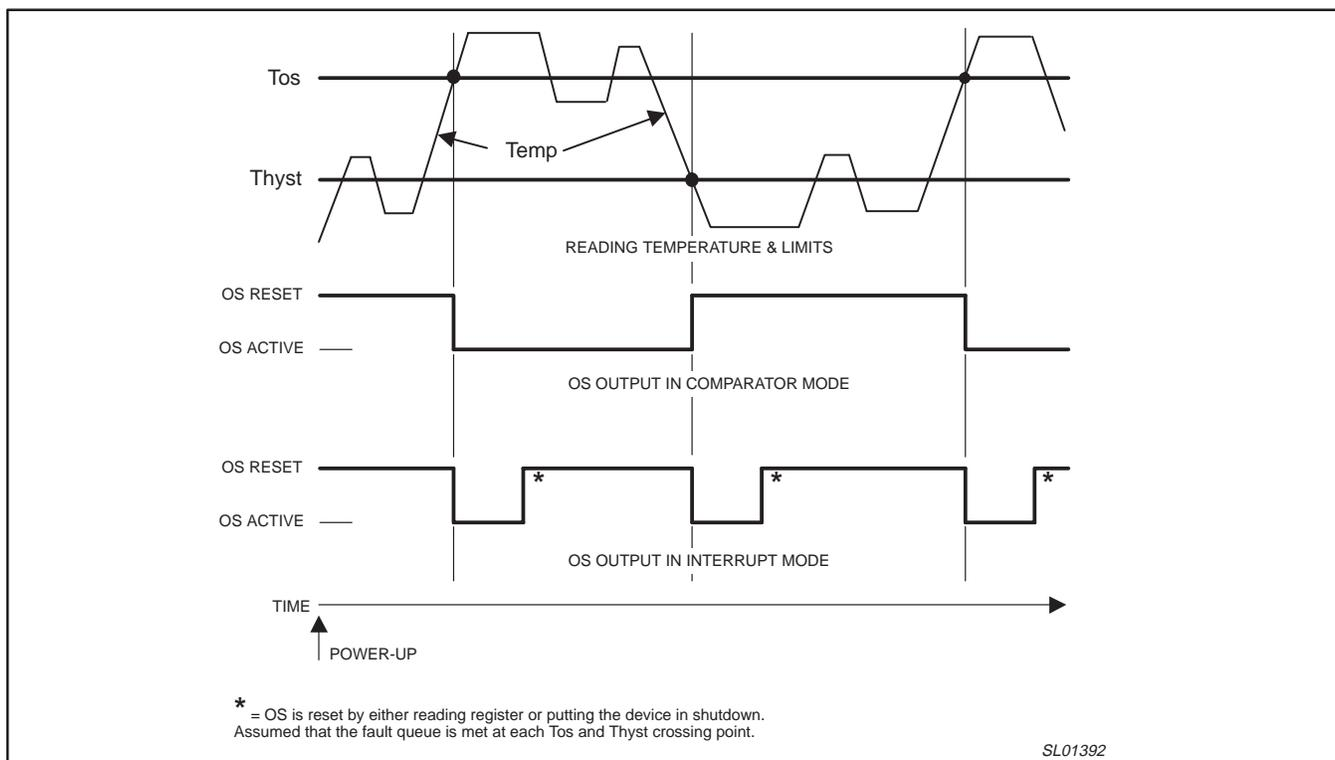 Tos
Temp
Thyst
READING TEMPERATURE & LIMITS
OS RESET
OS ACTIVE
OS OUTPUT IN COMPARATOR MODE
OS RESET
*
*
*
OS ACTIVE
OS OUTPUT IN INTERRUPT MODE
TIME
POWER-UP
* = OS is reset by either reading register or putting the device in shutdown.
Assumed that the fault queue is met at each Tos and Thyst crossing point.
SL01392